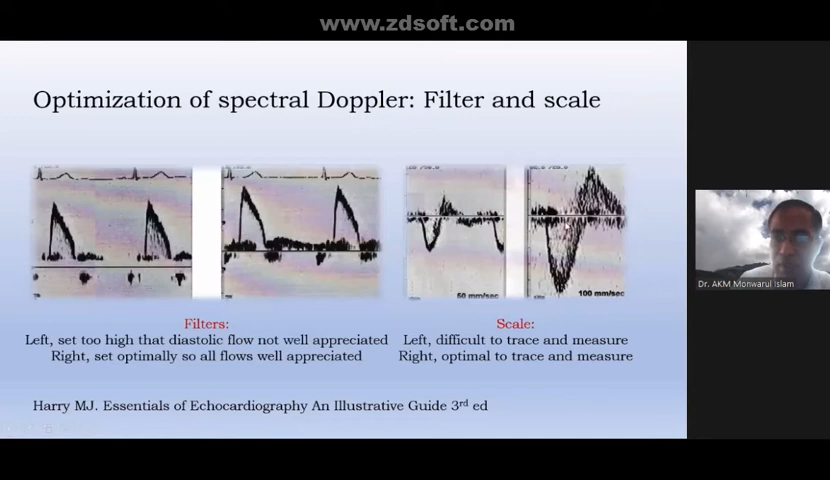 www.zdsoft.com
Optimization of spectral Doppler: Filter and scale
50 mm/sec
100 mm/sec
Filters:
Left, set too high that diastolic flow not well appreciated
Right, set optimally so all flows well appreciated
Scale:
Left, difficult to trace and measure
Right, optimal to trace and measure
Harry MJ. Essentials of Echocardiography An Illustrative Guide 3rd ed
Dr. AKM Monwarul Islam